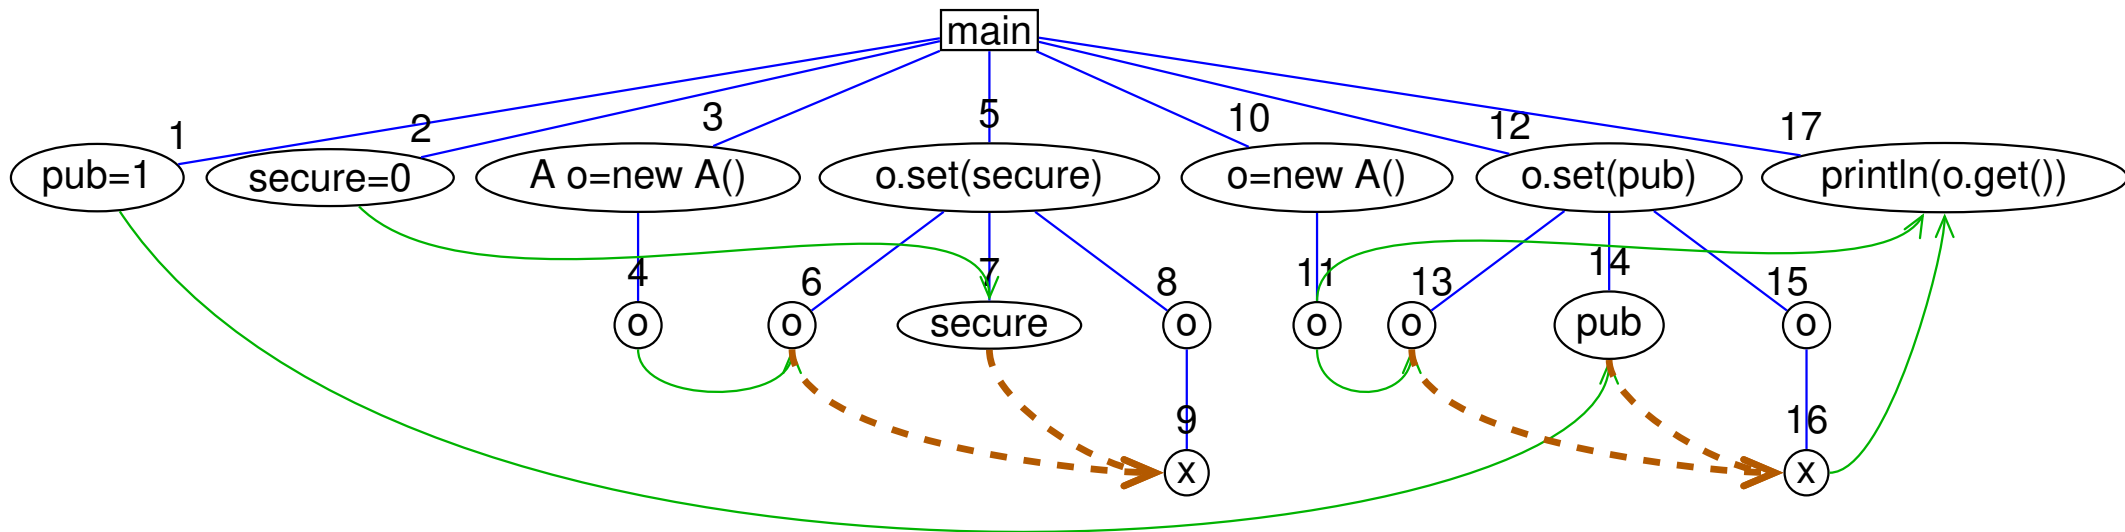 main
1
2
3
5
10
12
17
pub=1
secure=0
A o=new A()
o.set(secure)
o=new A()
o.set(pub)
println(o.get())
4
6
7
8
11
13
14
15
o
o
secure
o
o
o
pub
o
9
16
x
x